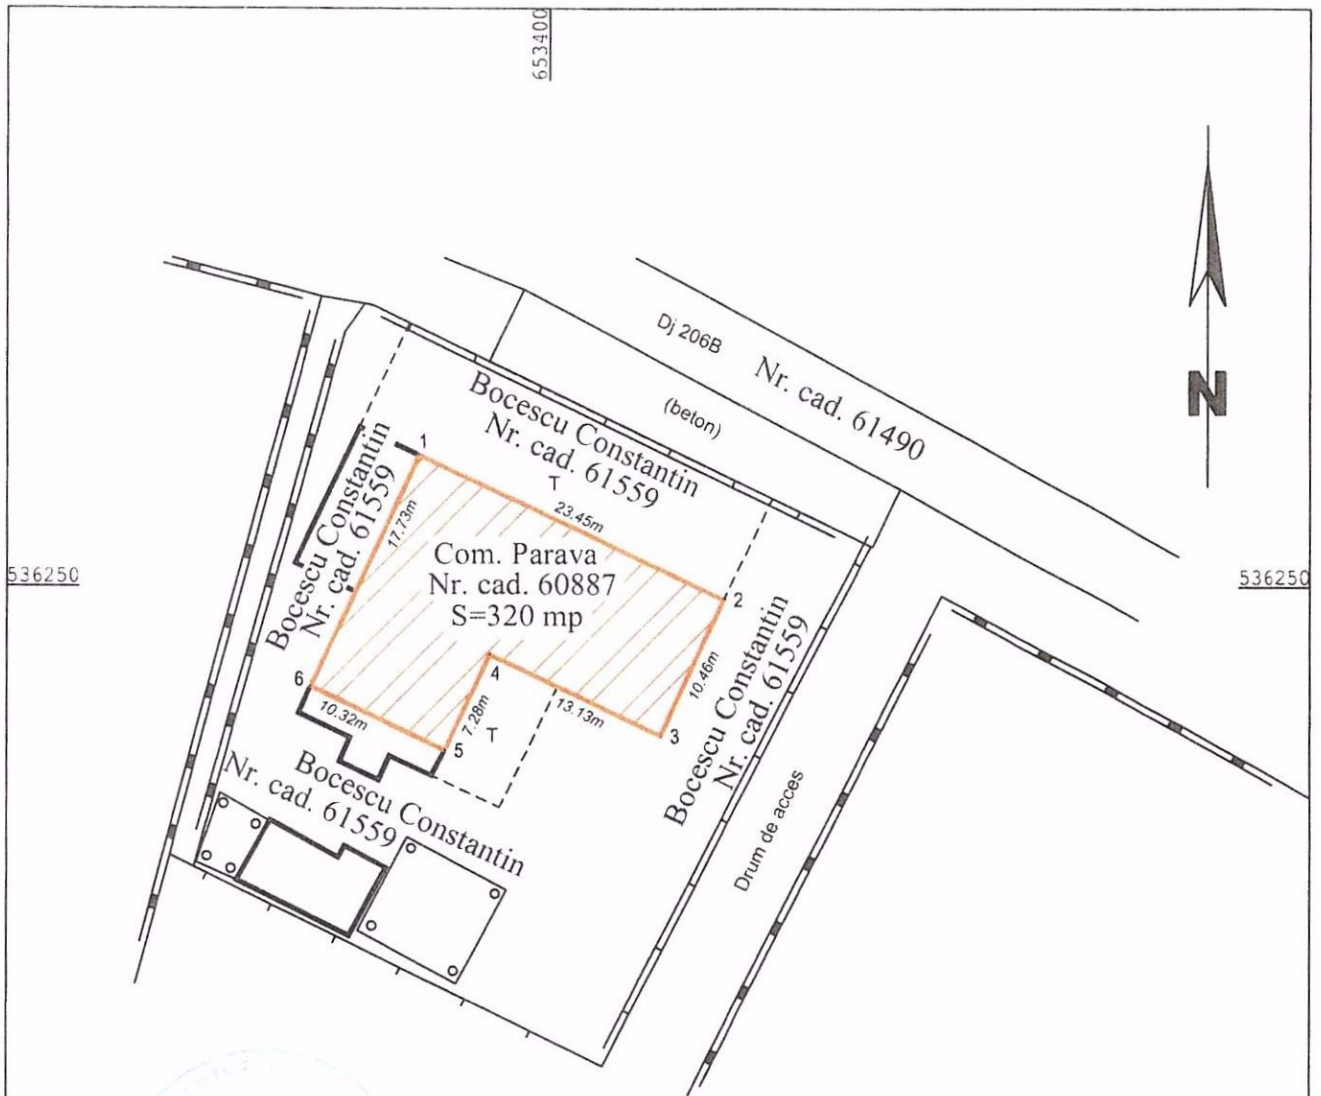 653400
Dj 206B
Nr. cad. 61490
(beton)
Bocescu Constantin
Nr. cad. 61559
T
23.45m
1
Bocescu Constantin
Nr. cad. 61559
17.73m
Com. Parava
Nr. cad. 60887
S=320 mp
536250
536250
2
10.46m
Bocescu Constantin
Nr. cad. 61559
4
13.13m
3
6
10.32m
7.28m
T
5
Bocescu Constantin
Nr. cad. 61559
Drum de acces
N